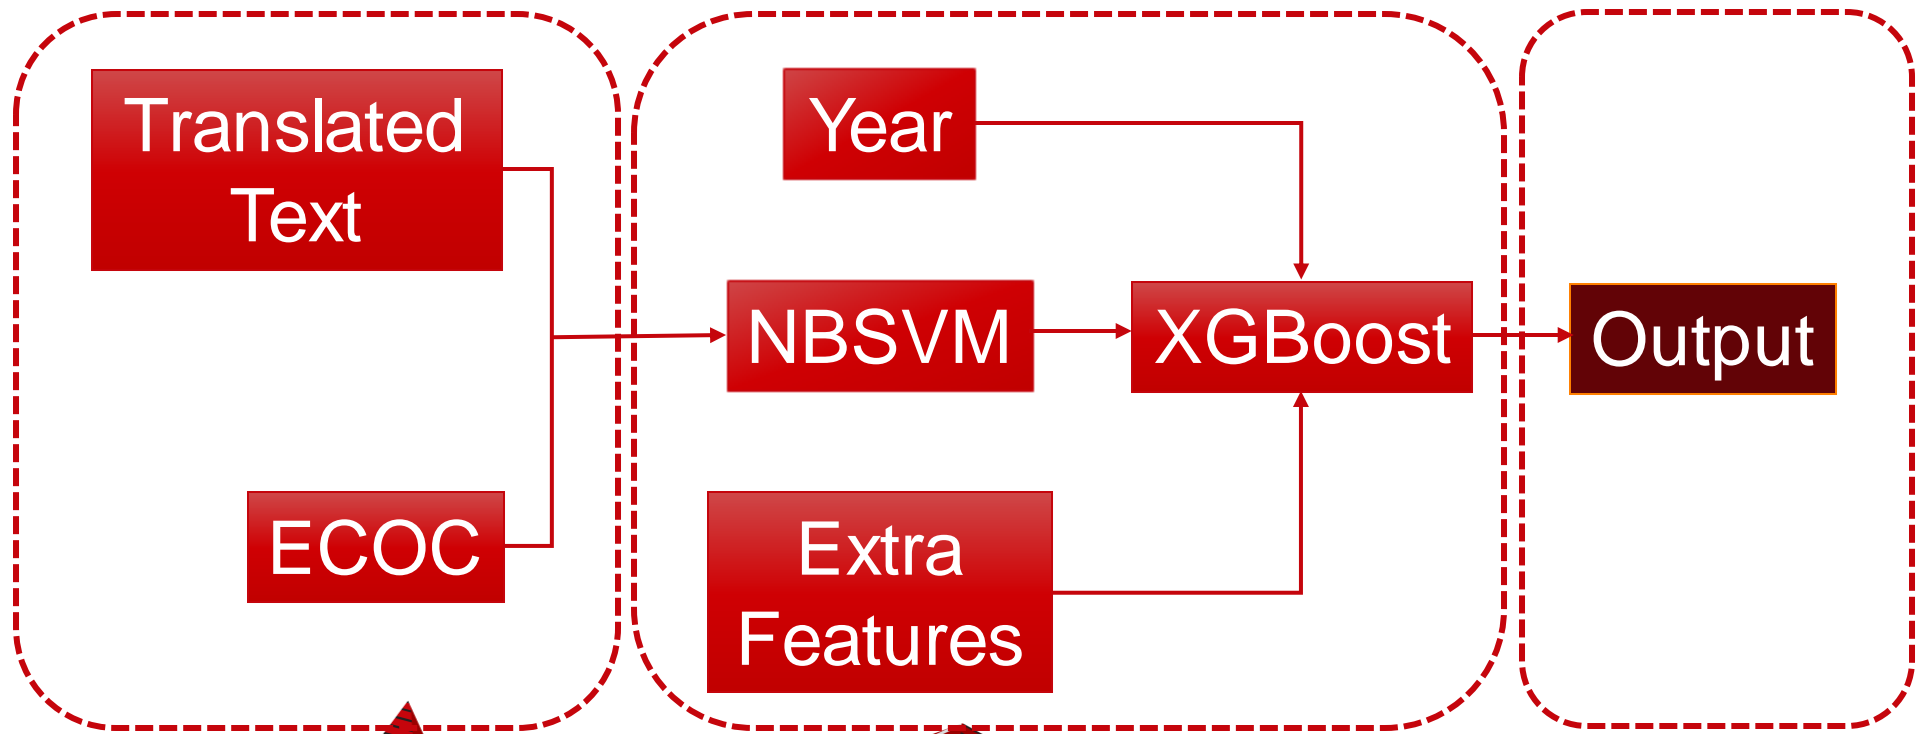 Translated
Text
ECOC
Year
NBSVM
Extra
Features
XGBoost
Output